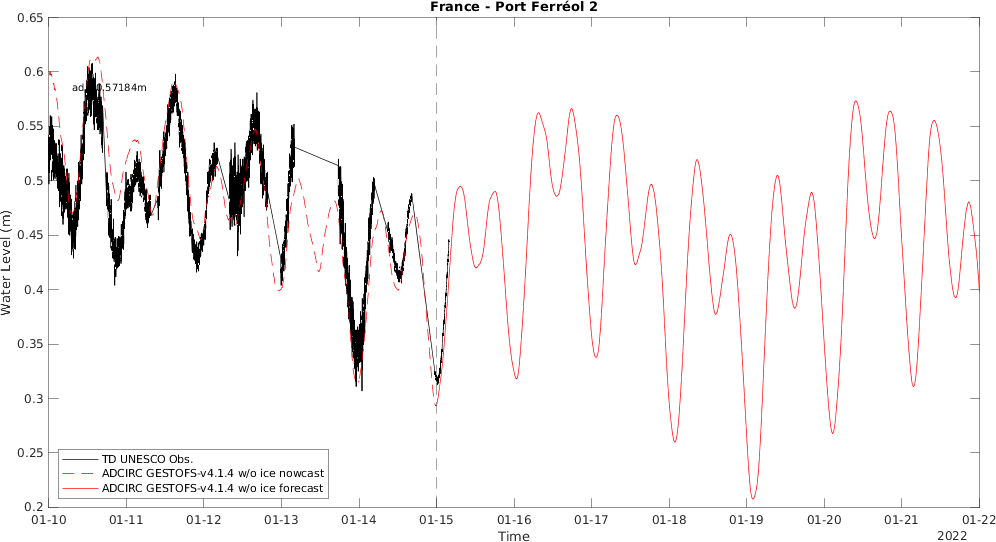 France - Port Ferréol 2
0.65
0.6
0.55
0.5
0.45
0.4
0.35
0.3
0.25
0.2
Water Level (m)
0.57184m
TD UNESCO Obs.
ADCIRC GESTOFS-v4.1.4 w/o ice nowcast
ADCIRC GESTOFS-v4.1.4 w/o ice forecast
01-10 01-11 01-12 01-13 01-14 01-15 01-16 01-17 01-18 01-19 01-20 01-21 01-22
Time
2022